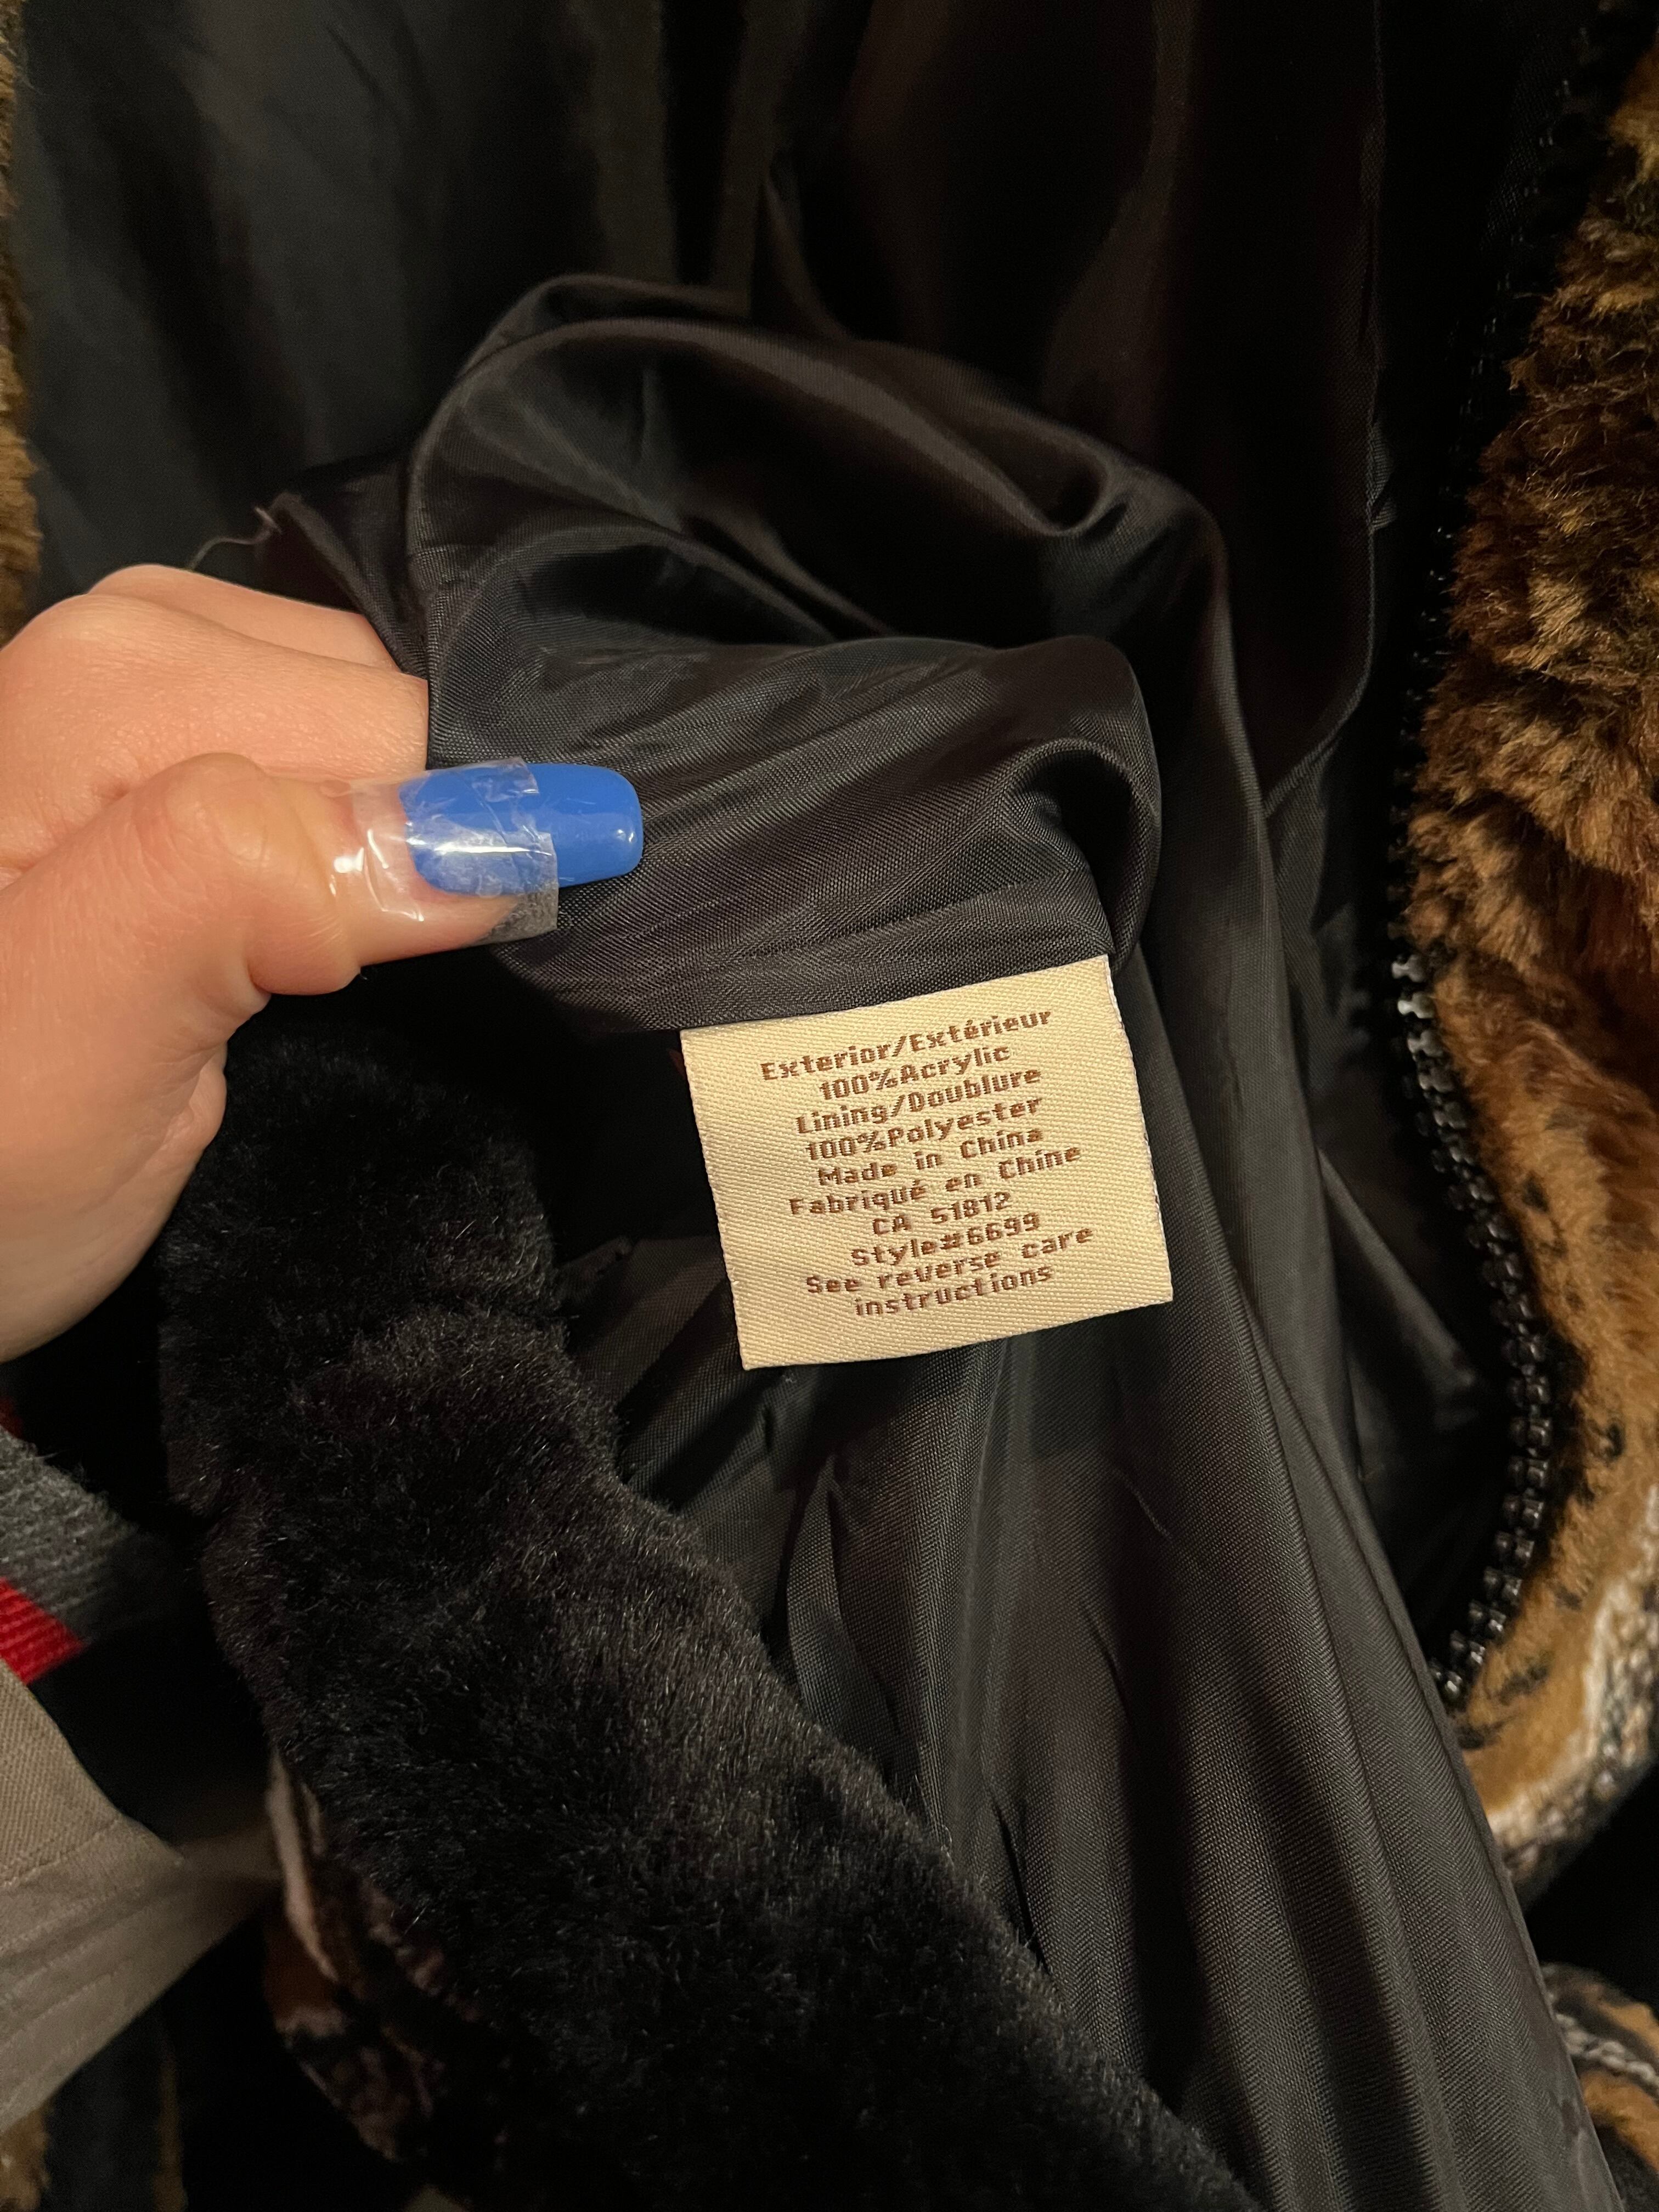 Exterior/Extérieur
100%Acrylic
Lining/Doublure
100%Polyester
Made in China
Fabriqué en Chine
CA 51812
Style#6699
See reverse care
instructions